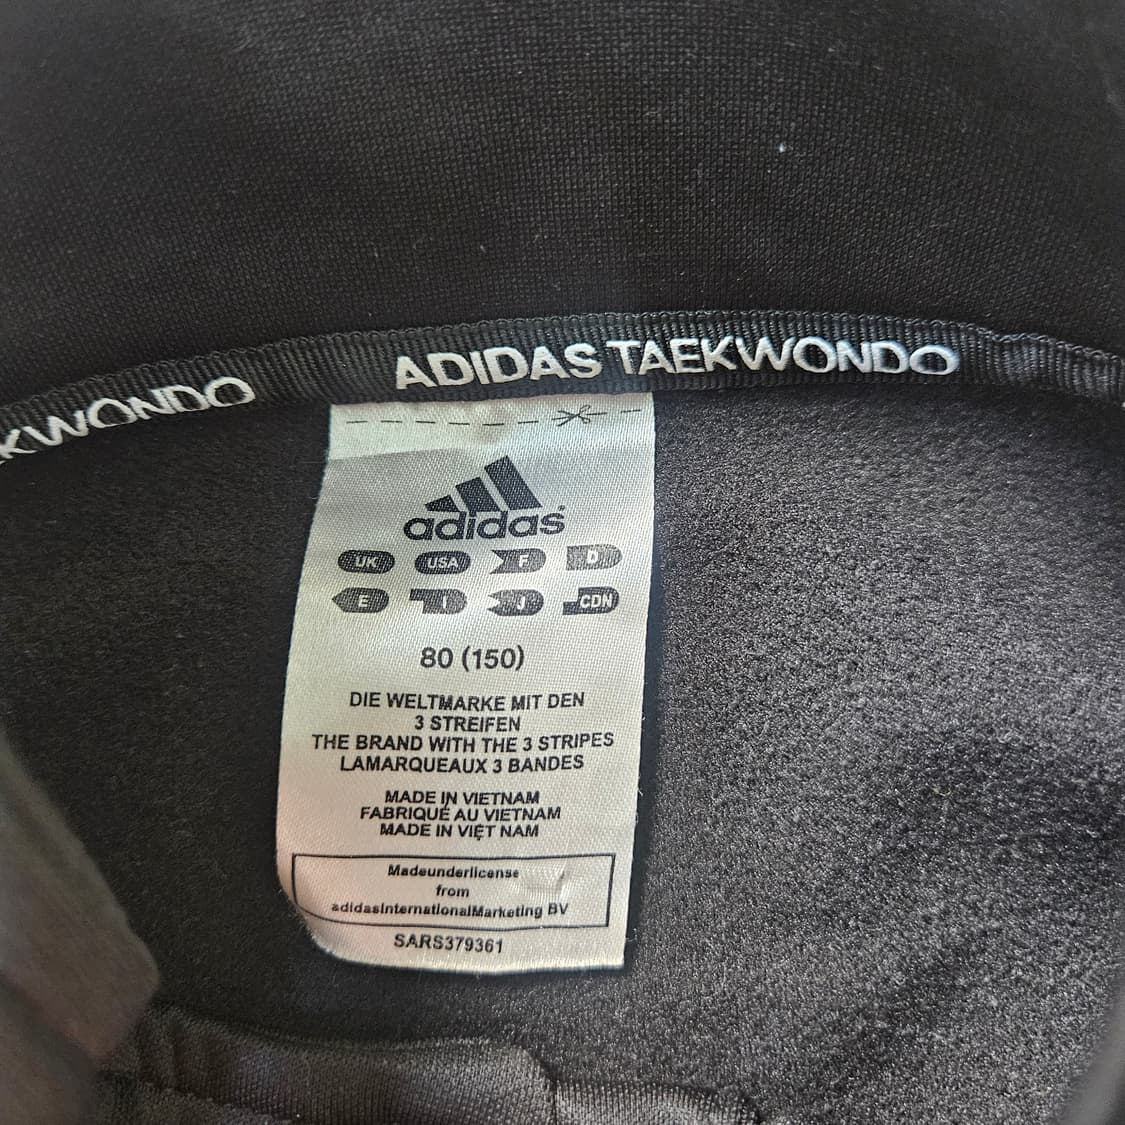 ADIDAS TAEKWONDO
KWONDO
adidas
UK USA F D
E I J CDN
80 (150)
DIE WELTMARKE MIT DEN
3 STREIFEN
THE BRAND WITH THE 3 STRIPES
LAMARQUEAUX 3 BANDES
MADE IN VIETNAM
FABRIQUÉ AU VIETNAM
MADE IN VIỆT NAM
Madeunderlicense
from
adidasInternationalMarketing BV
SARS379361